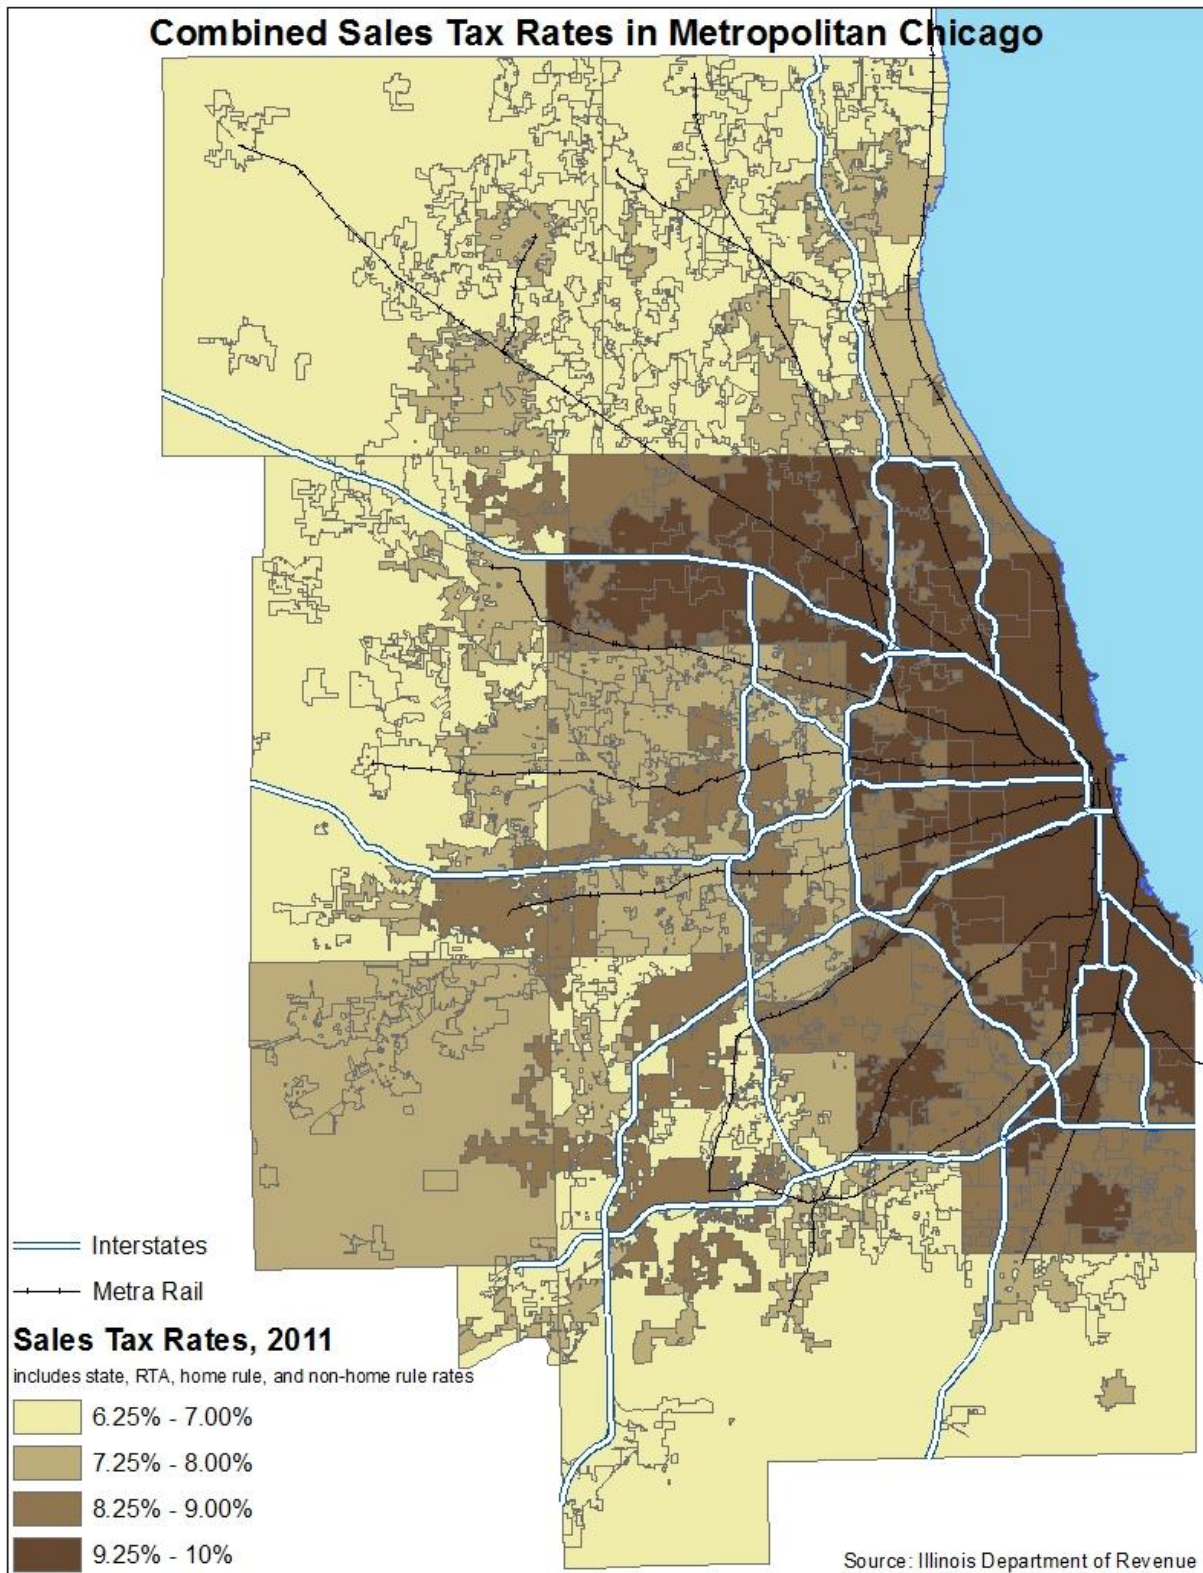 Combined Sales Tax Rates in Metropolitan Chicago
Interstates
Metra Rail
Sales Tax Rates, 2011
includes state, RTA, home rule, and non-home rule rates
6.25% - 7.00%
7.25% - 8.00%
8.25% - 9.00%
9.25% - 10%
Source: Illinois Department of Revenue